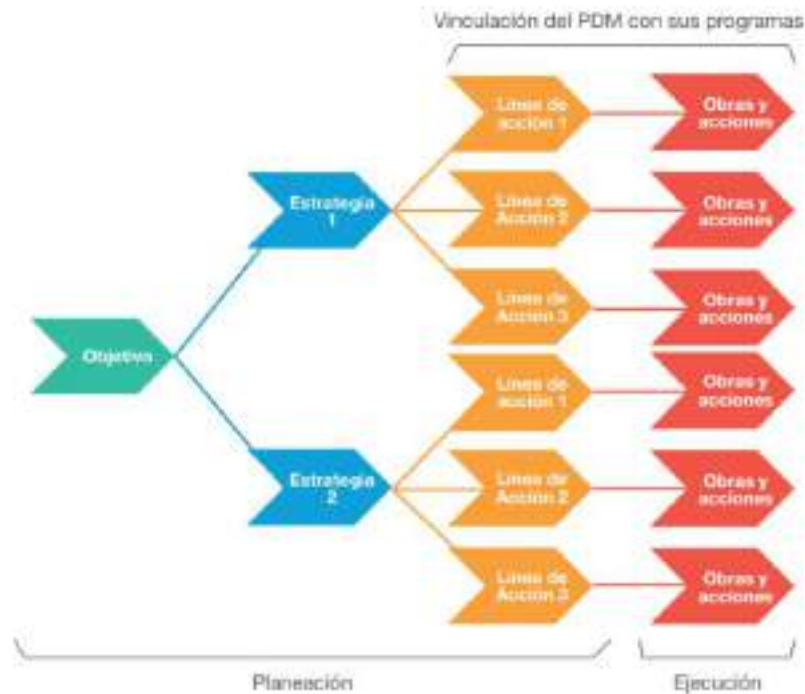 Vinculación del PDM con sus programas
Línea de
acción 1
Obras y
acciones
Estrategia
1
Línea de
Acción 2
Obras y
acciones
Línea de
Acción 3
Obras y
acciones
Objetivo
Línea de
acción 1
Obras y
acciones
Estrategia
2
Línea de
Acción 2
Obras y
acciones
Línea de
Acción 3
Obras y
acciones
Planeación
Ejecución